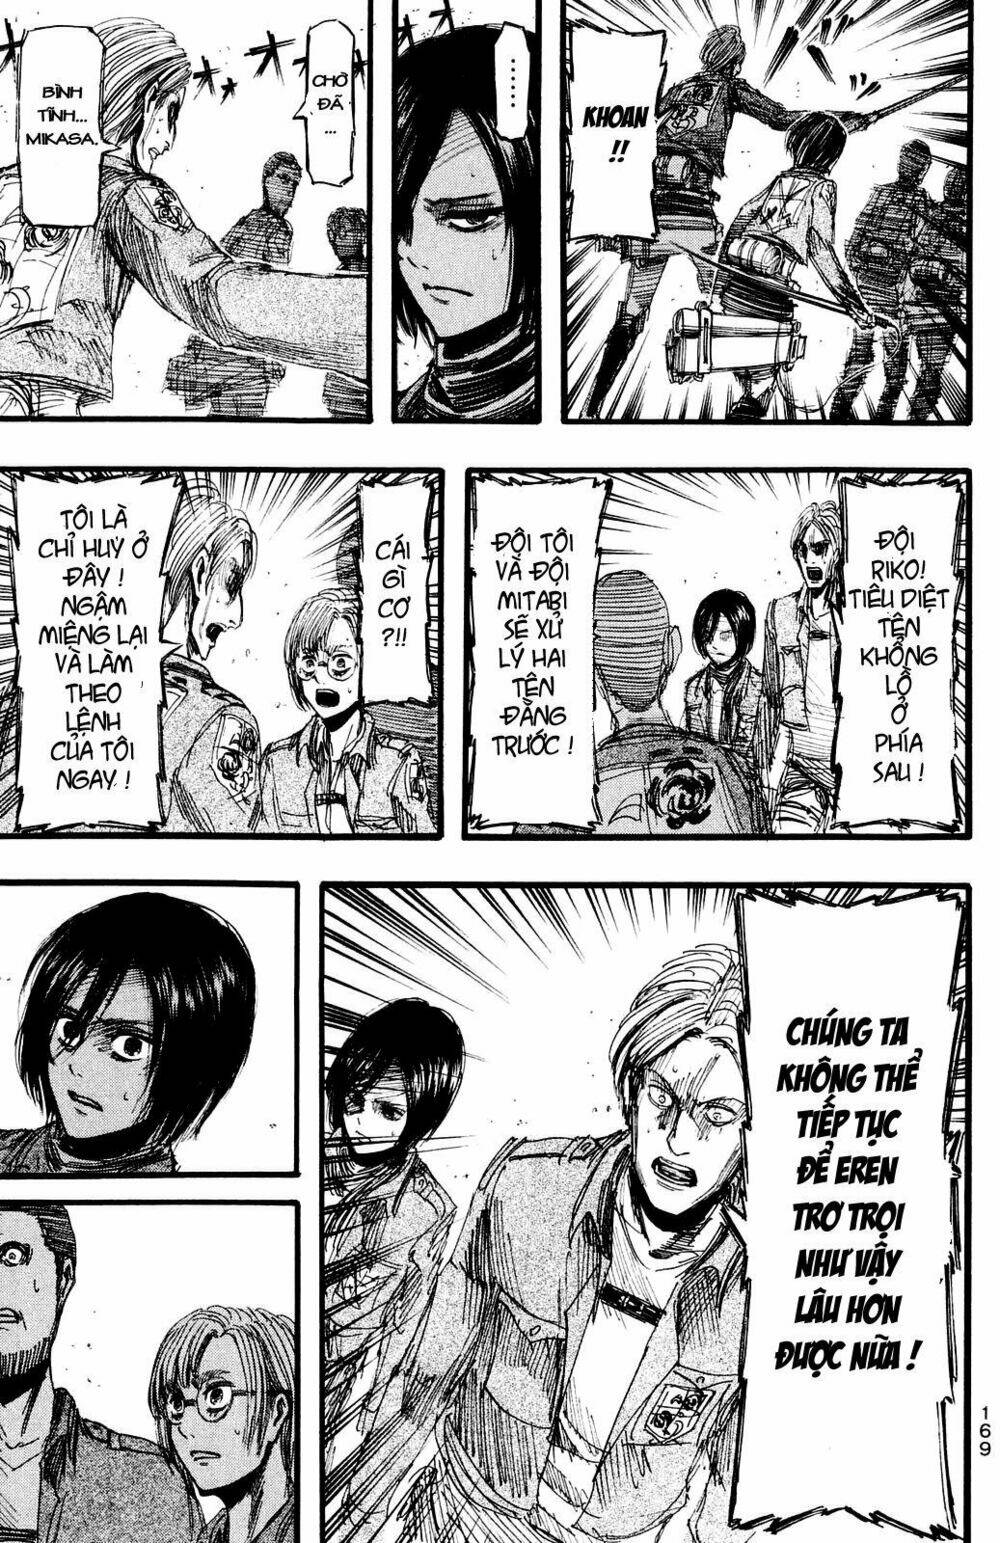 KHOAN
!!
.......
CHỜ
ĐÃ
...
BÌNH
TĨNH...
MIKASA.
ĐỘI
RIKO!
TIÊU DIỆT
TÊN
KHỔNG
LỒ
Ở
PHÍA
SAU !
ĐỘI TÔI
VÀ ĐỘI
MITABI
SẼ XỬ
LÝ HAI
TÊN
ĐẰNG
TRƯỚC !
CÁI
GÌ
CƠ
?!!
TÔI LÀ
CHỈ HUY Ở
ĐÂY !
NGẬM
MIỆNG LẠI
VÀ LÀM
THEO
LỆNH
CỦA TÔI
NGAY !
CHÚNG TA
KHÔNG THỂ
TIẾP TỤC
ĐỂ EREN
TRƠ TRỌI
NHƯ VẬY
LÂU HƠN
ĐƯỢC NỮA !
169